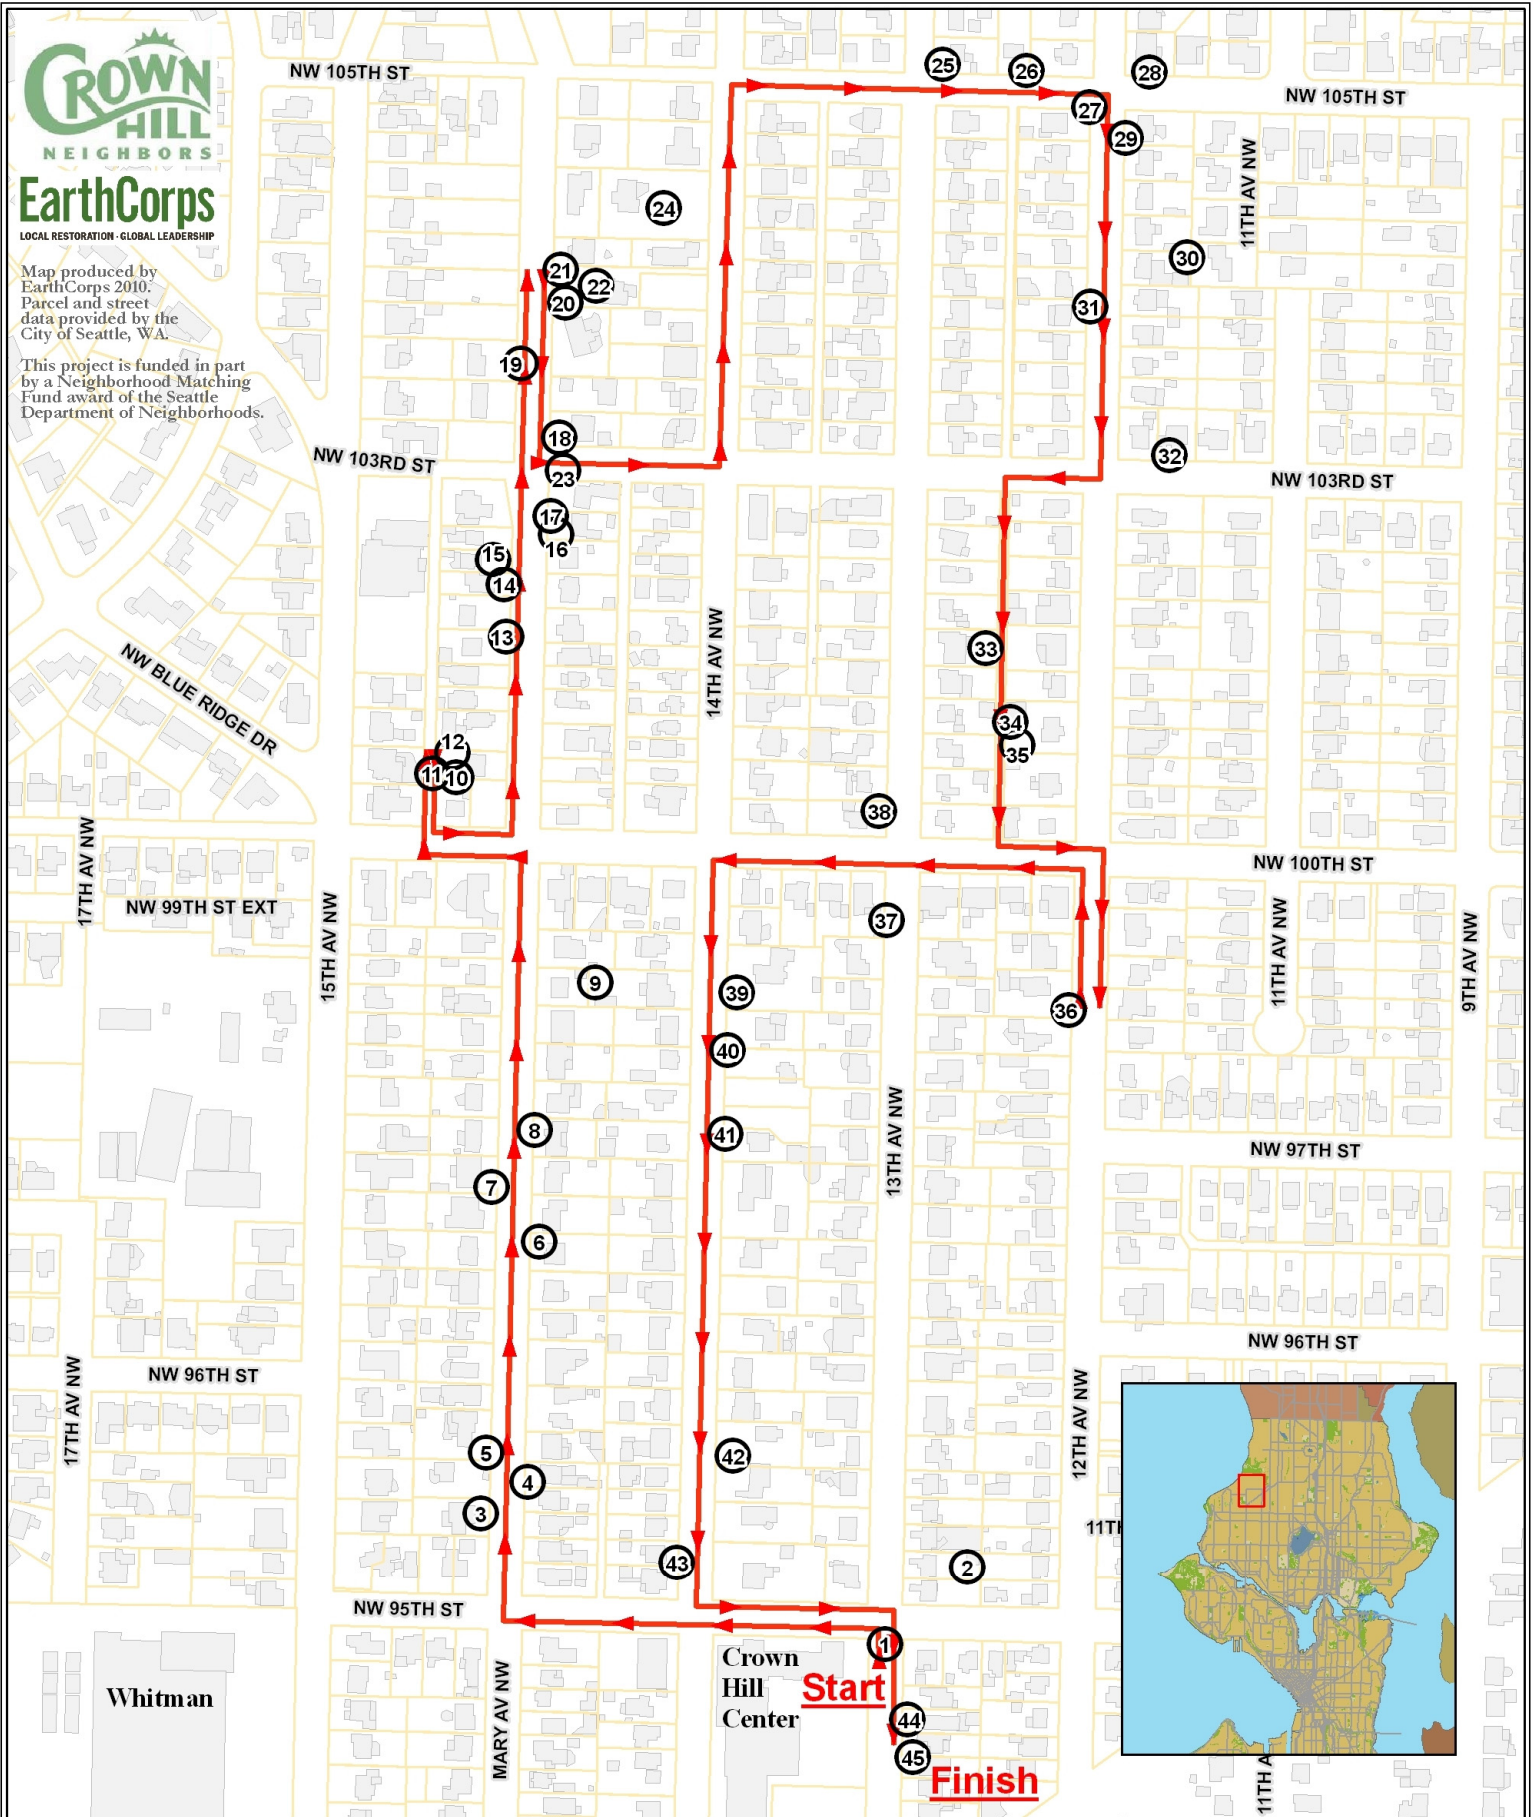 CROWN
HILL
NEIGHBORS
EarthCorps
LOCAL RESTORATION · GLOBAL LEADERSHIP
Map produced by
EarthCorps 2010.
Parcel and street
data provided by the
City of Seattle, WA.
This project is funded in part
by a Neighborhood Matching
Fund award of the Seattle
Department of Neighborhoods.
NW 105TH ST
25
26
28
NW 105TH ST
27
29
11TH AV NW
24
30
21
22
20
31
19
18
23
32
NW 103RD ST
NW 103RD ST
17
16
15
14
13
33
14TH AV NW
NW BLUE RIDGE DR
34
35
12
11
10
38
17TH AV NW
NW 100TH ST
NW 99TH ST EXT
15TH AV NW
37
11TH AV NW
9TH AV NW
9
39
36
40
8
41
13TH AV NW
NW 97TH ST
7
6
NW 96TH ST
NW 96TH ST
17TH AV NW
12TH AV NW
5
42
4
3
11TH
43
2
NW 95TH ST
1
Crown
Hill
Center
Start
Whitman
MARY AV NW
44
45
Finish
11TH A